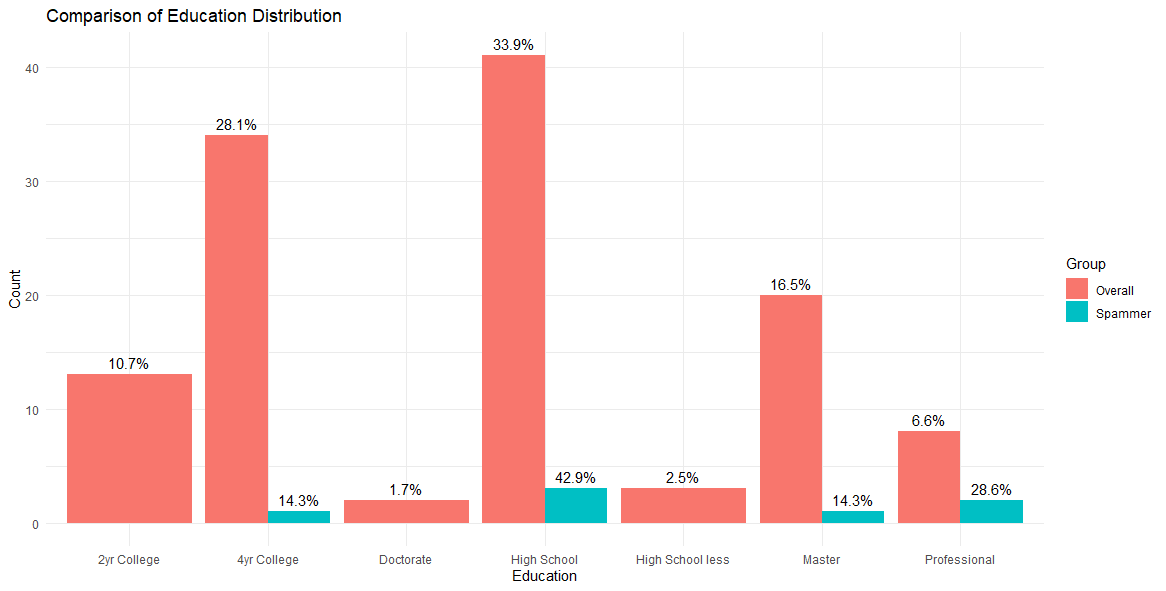 Comparison of Education Distribution
33.9%
40
28.1%
30
Group
16.5%
Overall
Count
20
Spammer
10.7%
10
6.6%
42.9%
2.5%
1.7%
28.6%
14.3%
14.3%
0
2yr College
4yr College
Doctorate
High School
High School less
Master
Professional
Education